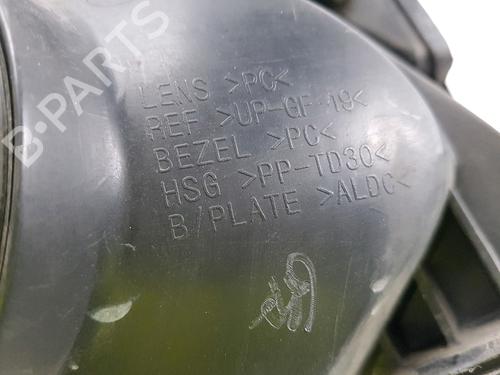 LENS >PC<
REF >UP-GF-19<
BEZEL >PC<
HSG >PP-TD30<
B/PLATE >ALDC<
B-PARTS